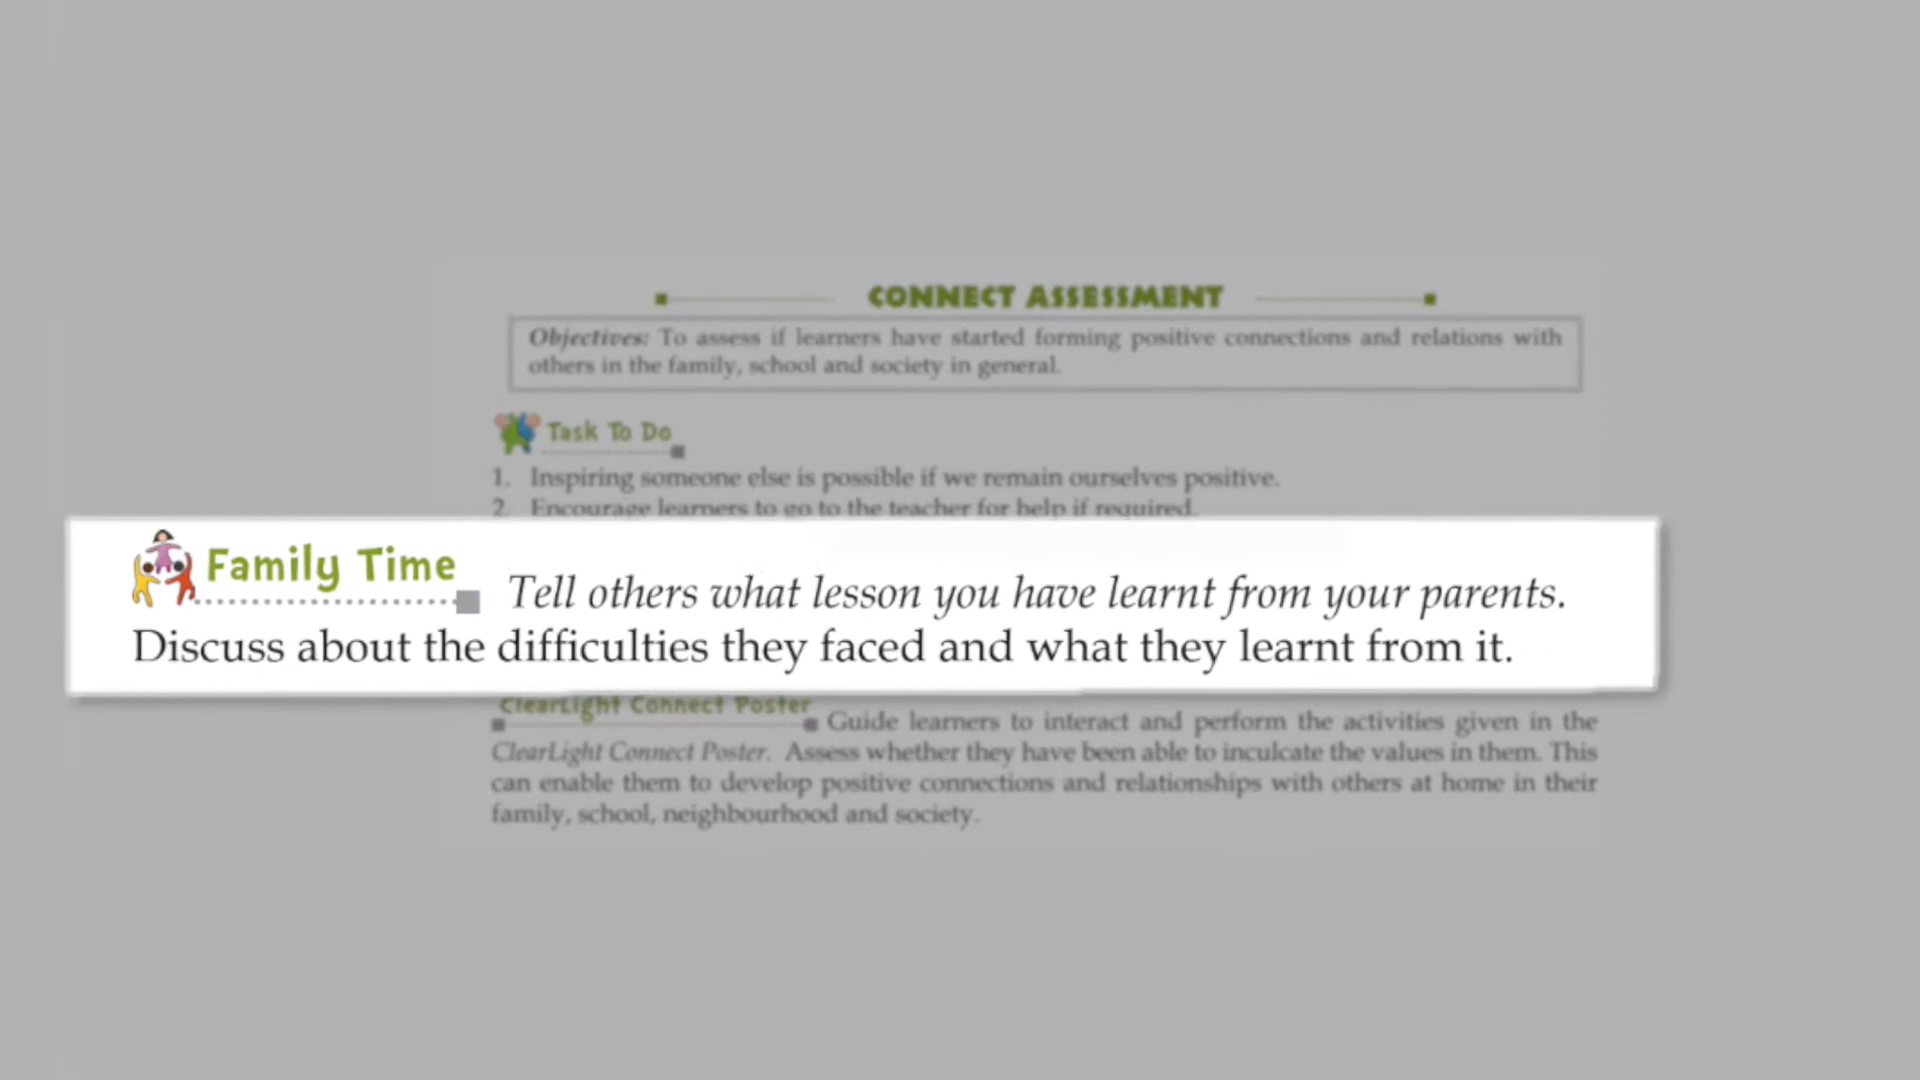 CONNECT ASSESSMENT
Objectives: To assess if learners have started forming positive connections and relations with
others in the family, school and society in general.
Task To Do
1. Inspiring someone else is possible if we remain ourselves positive.
2. Encourage learners to go to the teacher for help if required.
Family Time
Tell others what lesson you have learnt from your parents.
Discuss about the difficulties they faced and what they learnt from it.
ClearLight Connect Poster
Guide learners to interact and perform the activities given in the
ClearLight Connect Poster. Assess whether they have been able to inculcate the values in them. This
can enable them to develop positive connections and relationships with others at home in their
family, school, neighbourhood and society.